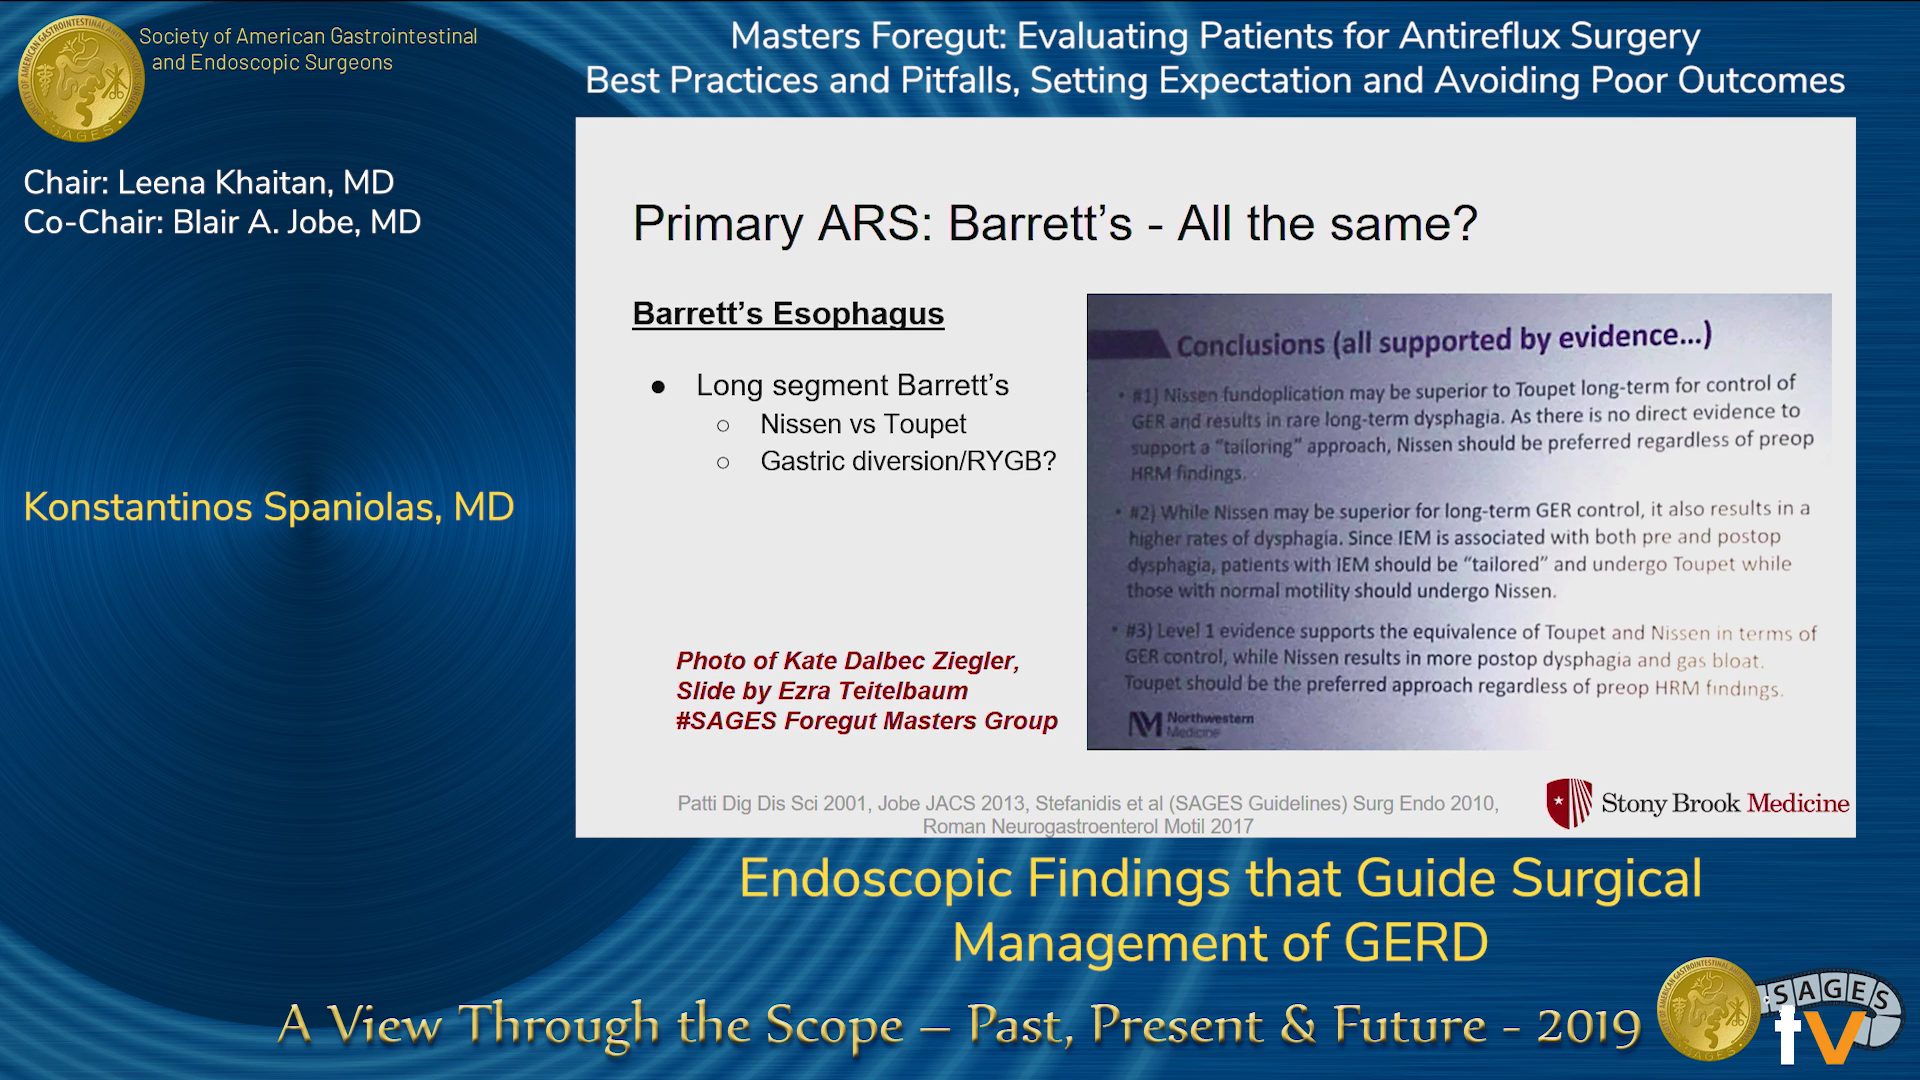 Society of American Gastrointestinal
and Endoscopic Surgeons
Masters Foregut: Evaluating Patients for Antireflux Surgery
Best Practices and Pitfalls, Setting Expectation and Avoiding Poor Outcomes
Chair: Leena Khaitan, MD
Co-Chair: Blair A. Jobe, MD
Konstantinos Spaniolas, MD
Primary ARS: Barrett’s - All the same?
Barrett’s Esophagus
● Long segment Barrett’s
○ Nissen vs Toupet
○ Gastric diversion/RYGB?
Photo of Kate Dalbec Ziegler,
Slide by Ezra Teitelbaum
#SAGES Foregut Masters Group
Conclusions (all supported by evidence...)
• #1) Nissen fundoplication may be superior to Toupet long-term for control of
GER and results in rare long-term dysphagia. As there is no direct evidence to
support a “tailoring” approach, Nissen should be preferred regardless of preop
HRM findings.
• #2) While Nissen may be superior for long-term GER control, it also results in a
higher rates of dysphagia. Since IEM is associated with both pre and postop
dysphagia, patients with IEM should be “tailored” and undergo Toupet while
those with normal motility should undergo Nissen.
• #3) Level 1 evidence supports the equivalence of Toupet and Nissen in terms of
GER control, while Nissen results in more postop dysphagia and gas bloat.
Toupet should be the preferred approach regardless of preop HRM findings.
Northwestern
Medicine
Patti Dig Dis Sci 2001, Jobe JACS 2013, Stefanidis et al (SAGES Guidelines) Surg Endo 2010,
Roman Neurogastroenterol Motil 2017
Stony Brook Medicine
Endoscopic Findings that Guide Surgical
Management of GERD
A View Through the Scope – Past, Present & Future - 2019
SAGES
tv